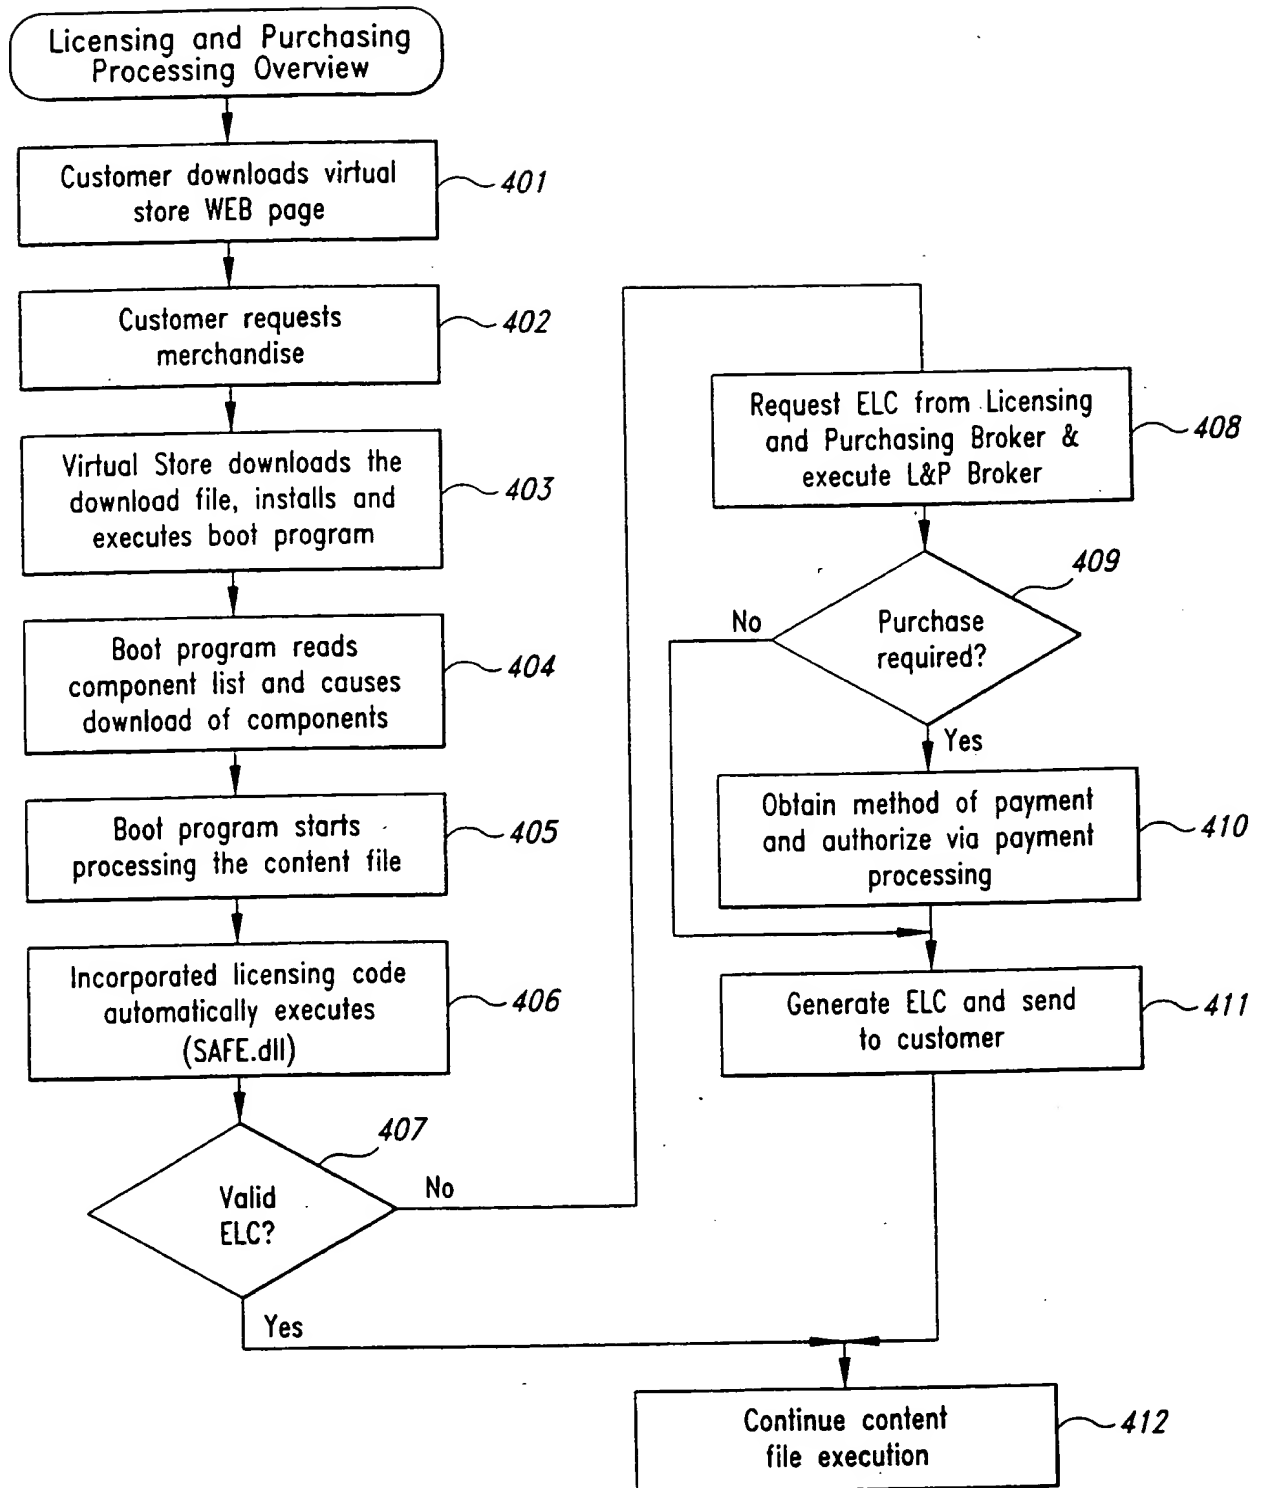 Licensing and Purchasing
Processing Overview
Customer downloads virtual
store WEB page
401
Customer requests
merchandise
402
Virtual Store downloads the
download file, installs and
executes boot program
403
Boot program reads
component list and causes
download of components
404
Boot program starts
processing the content file
405
Incorporated licensing code
automatically executes
(SAFE.dll)
406
407
Valid
ELC?
No
Yes
Request ELC from Licensing
and Purchasing Broker &
execute L&P Broker
408
409
Purchase
required?
No
Yes
Obtain method of payment
and authorize via payment
processing
410
Generate ELC and send
to customer
411
Continue content
file execution
412